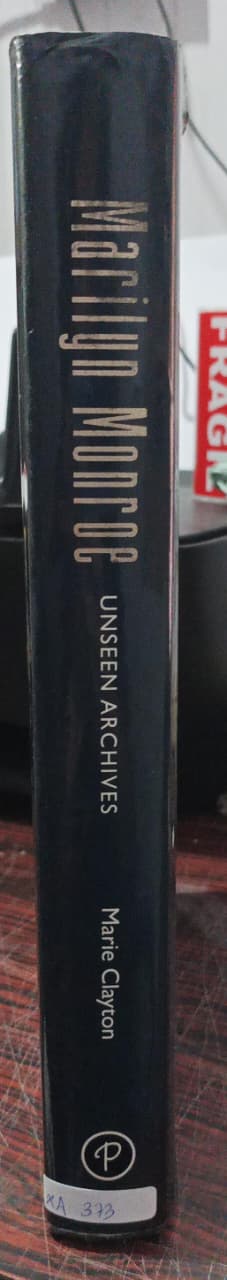 Marilyn Monroe
UNSEEN ARCHIVES
Marie Clayton
P
XA 373
FRAGI